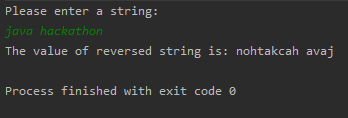 Please enter a string:
java hackathon
The value of reversed string is: nohtakcah avaj
Process finished with exit code 0